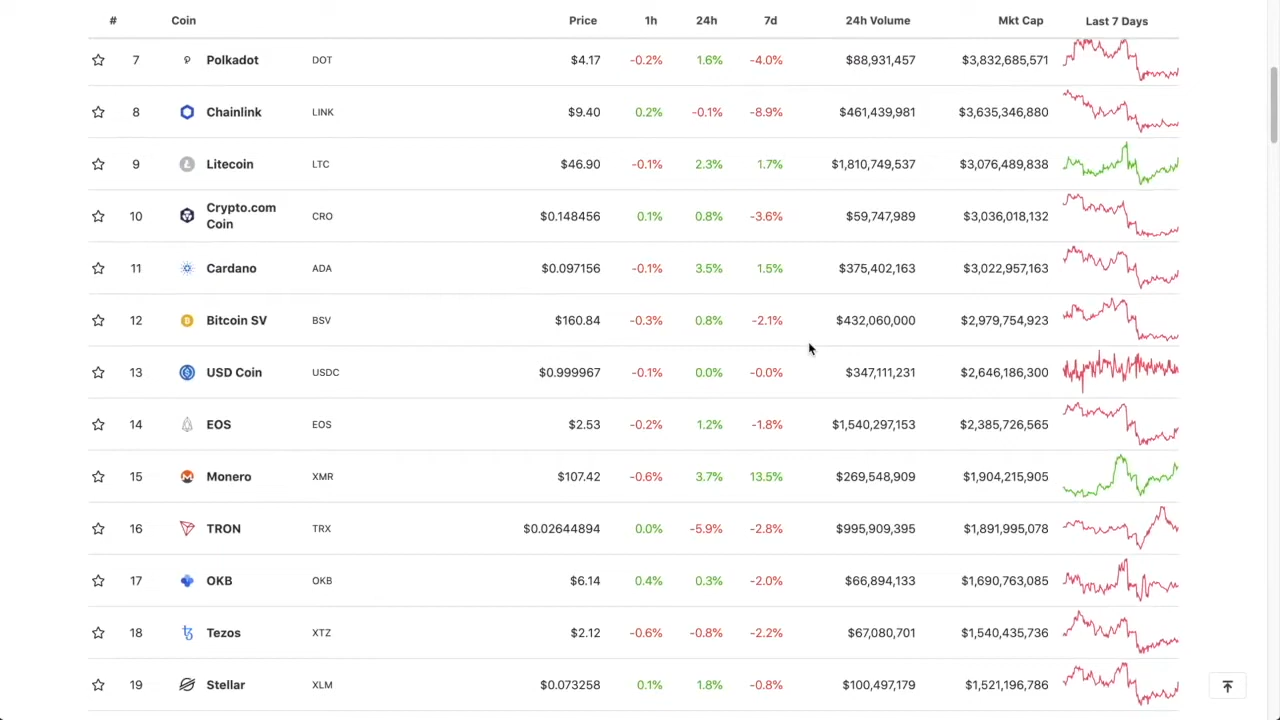 # Coin Price 1h 24h 7d 24h Volume Mkt Cap Last 7 Days
7 Polkadot DOT $4.17 -0.2% 1.6% -4.0% $88,931,457 $3,832,685,571
8 Chainlink LINK $9.40 0.2% -0.1% -8.9% $461,439,981 $3,635,346,880
9 Litecoin LTC $46.90 -0.1% 2.3% 1.7% $1,810,749,537 $3,076,489,838
10 Crypto.com Coin CRO $0.148456 0.1% 0.8% -3.6% $59,747,989 $3,036,018,132
11 Cardano ADA $0.097156 -0.1% 3.5% 1.5% $375,402,163 $3,022,957,163
12 Bitcoin SV BSV $160.84 -0.3% 0.8% -2.1% $432,060,000 $2,979,754,923
13 USD Coin USDC $0.999967 -0.1% 0.0% -0.0% $347,111,231 $2,646,186,300
14 EOS EOS $2.53 -0.2% 1.2% -1.8% $1,540,297,153 $2,385,726,565
15 Monero XMR $107.42 -0.6% 3.7% 13.5% $269,548,909 $1,904,215,905
16 TRON TRX $0.02644894 0.0% -5.9% -2.8% $995,909,395 $1,891,995,078
17 OKB OKB $6.14 0.4% 0.3% -2.0% $66,894,133 $1,690,763,085
18 Tezos XTZ $2.12 -0.6% -0.8% -2.2% $67,080,701 $1,540,435,736
19 Stellar XLM $0.073258 0.1% 1.8% -0.8% $100,497,179 $1,521,196,786